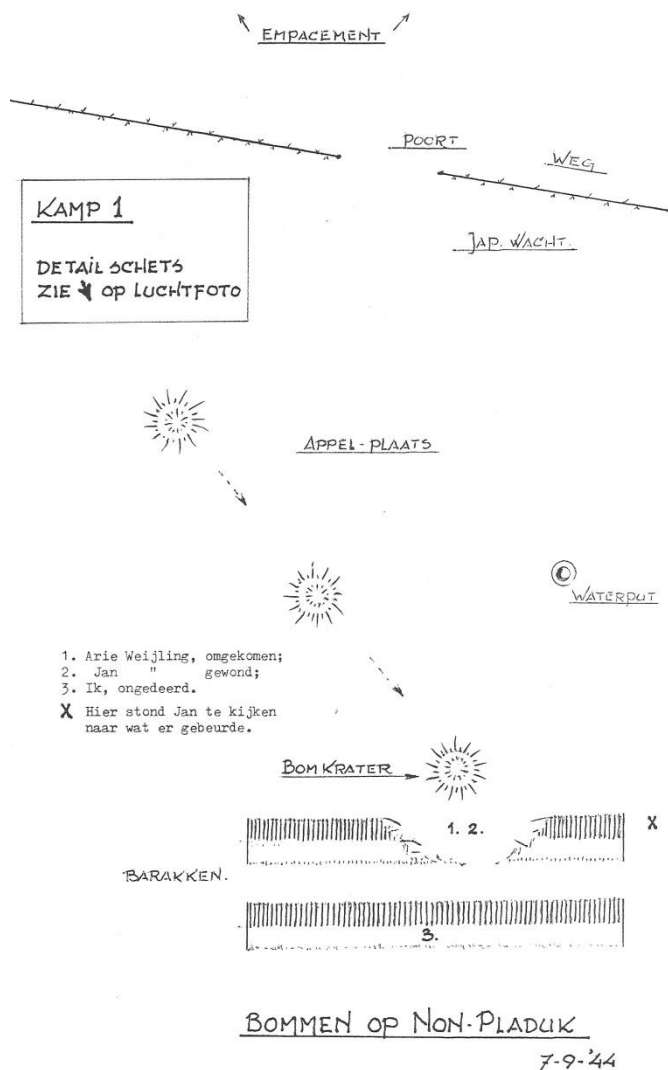 EMPACEMENT
POORT
WEG
KAMP 1
JAP. WACHT.
DETAIL SCHETS
ZIE OP LUCHTFOTO
APPEL-PLAATS
WATERPUT
1. Arie Weijling, omgekomen;
2. Jan " gewond;
3. Ik, ongedeerd.
X Hier stond Jan te kijken
naar wat er gebeurde.
BOMKRATER
1. 2.
X
BARAKKEN.
3.
BOMMEN OP NON-PLADUK
7-9-'44